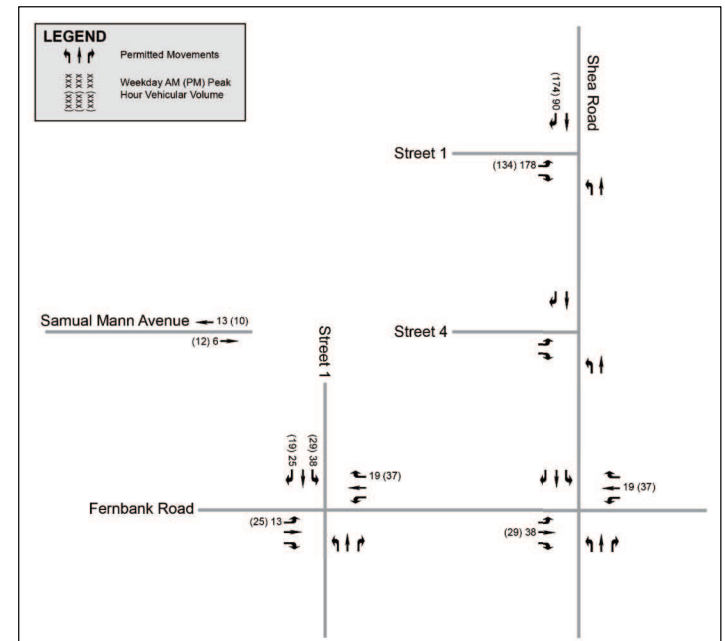 LEGEND
Permitted Movements
xx xx xx
(xx) (xx) (xx)
Weekday AM (PM) Peak
Hour Vehicular Volume
(174) 90
Shea Road
Street 1
(134) 178
Samual Mann Avenue
13 (10)
(12) 6
Street 1
Street 4
(19) 25
(29) 38
19 (37)
19 (37)
Fernbank Road
(25) 13
(29) 38